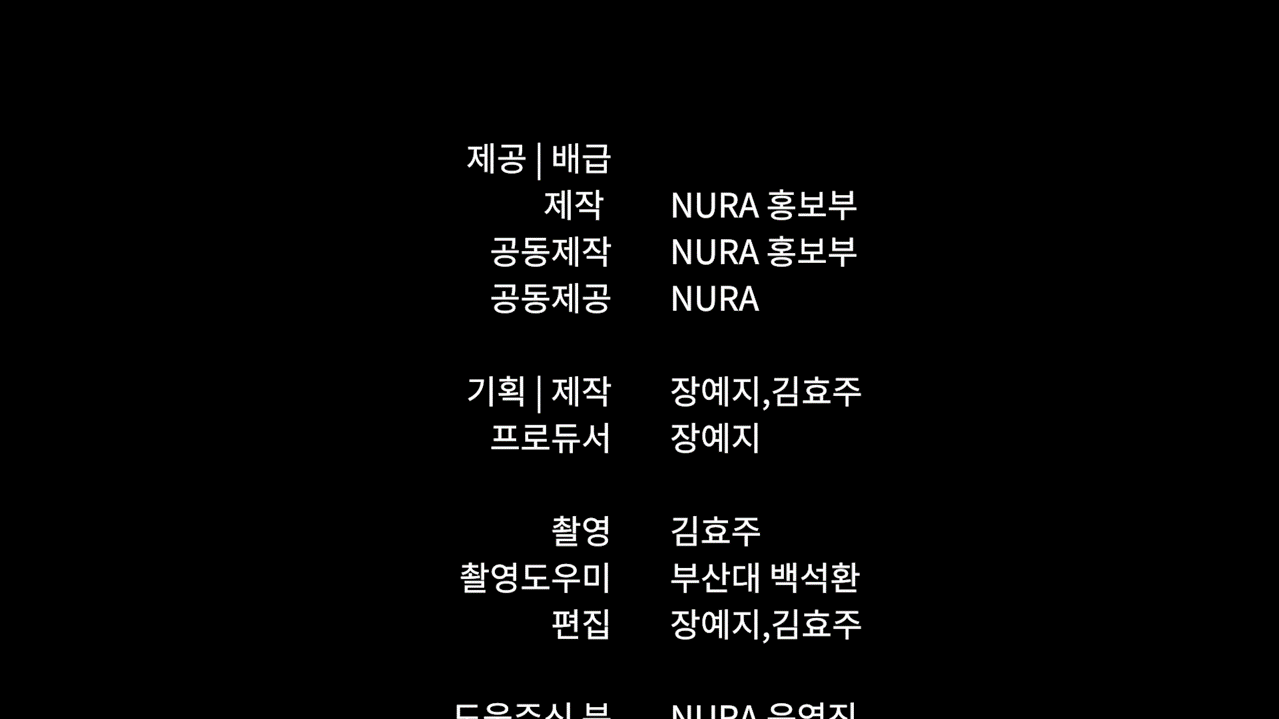 제공 | 배급
제작 NURA 홍보부
공동제작 NURA 홍보부
공동제공 NURA
기획 | 제작 장예지,김효주
프로듀서 장예지
촬영 김효주
촬영도우미 부산대 백석환
편집 장예지,김효주
NURA